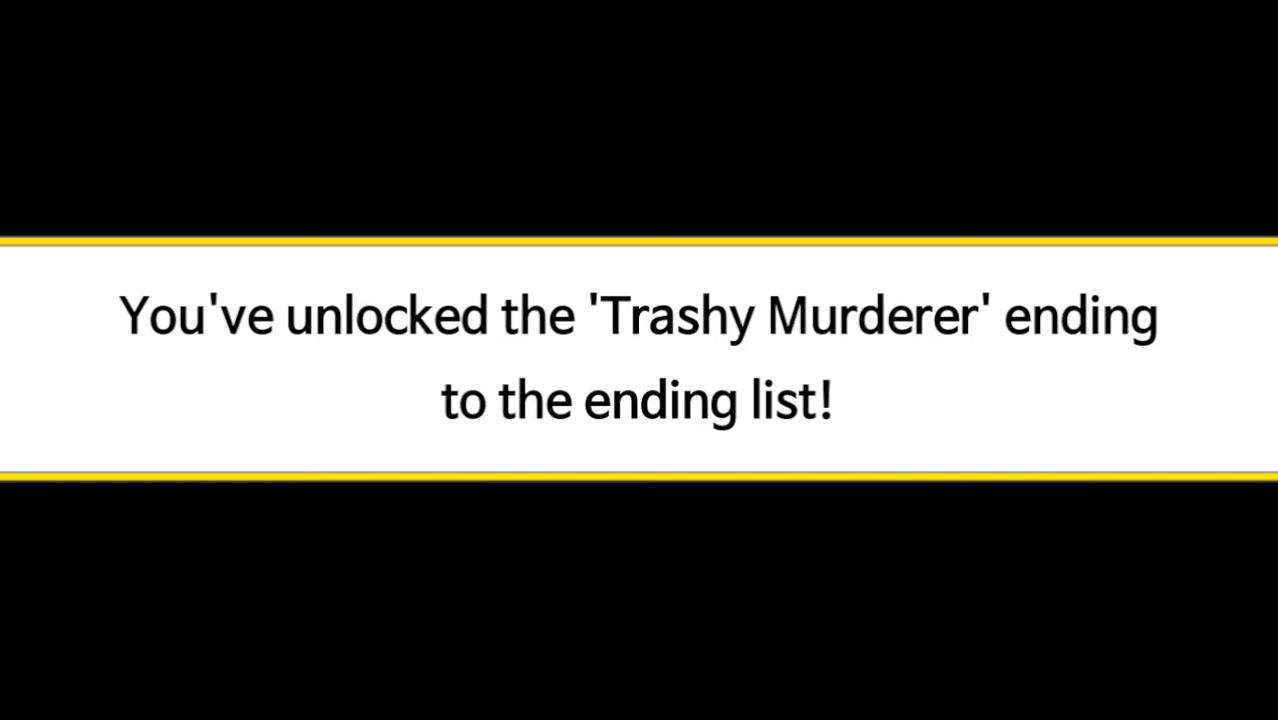 You've unlocked the 'Trashy Murderer' ending
to the ending list!